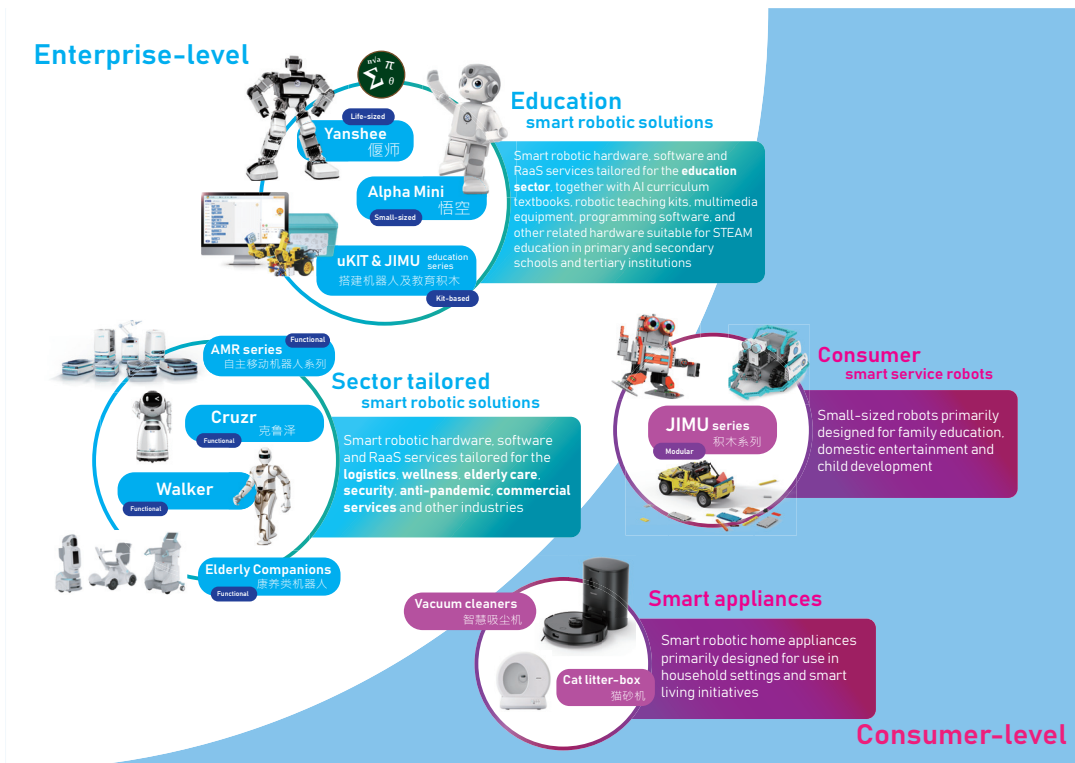 Enterprise-level
n√a
π
Σ
θ
Life-sized
Yanshee
偃师
Alpha Mini
悟空
Small-sized
uKIT & JIMU education series
搭建机器人及教育积木
Kit-based
Education
smart robotic solutions
Smart robotic hardware, software and
RaaS services tailored for the education
sector, together with AI curriculum
textbooks, robotic teaching kits, multimedia
equipment, programming software, and
other related hardware suitable for STEAM
education in primary and secondary
schools and tertiary institutions
Functional
AMR series
自主移动机器人系列
Cruzr
克鲁泽
Functional
Walker
Functional
Elderly Companions
康养类机器人
Functional
Sector tailored
smart robotic solutions
Smart robotic hardware, software
and RaaS services tailored for the
logistics, wellness, elderly care,
security, anti-pandemic, commercial
services and other industries
JIMU series
积木系列
Modular
Consumer
smart service robots
Small-sized robots primarily
designed for family education,
domestic entertainment and
child development
Vacuum cleaners
智慧吸尘机
Cat litter-box
猫砂机
Smart appliances
Smart robotic home appliances
primarily designed for use in
household settings and smart
living initiatives
Consumer-level